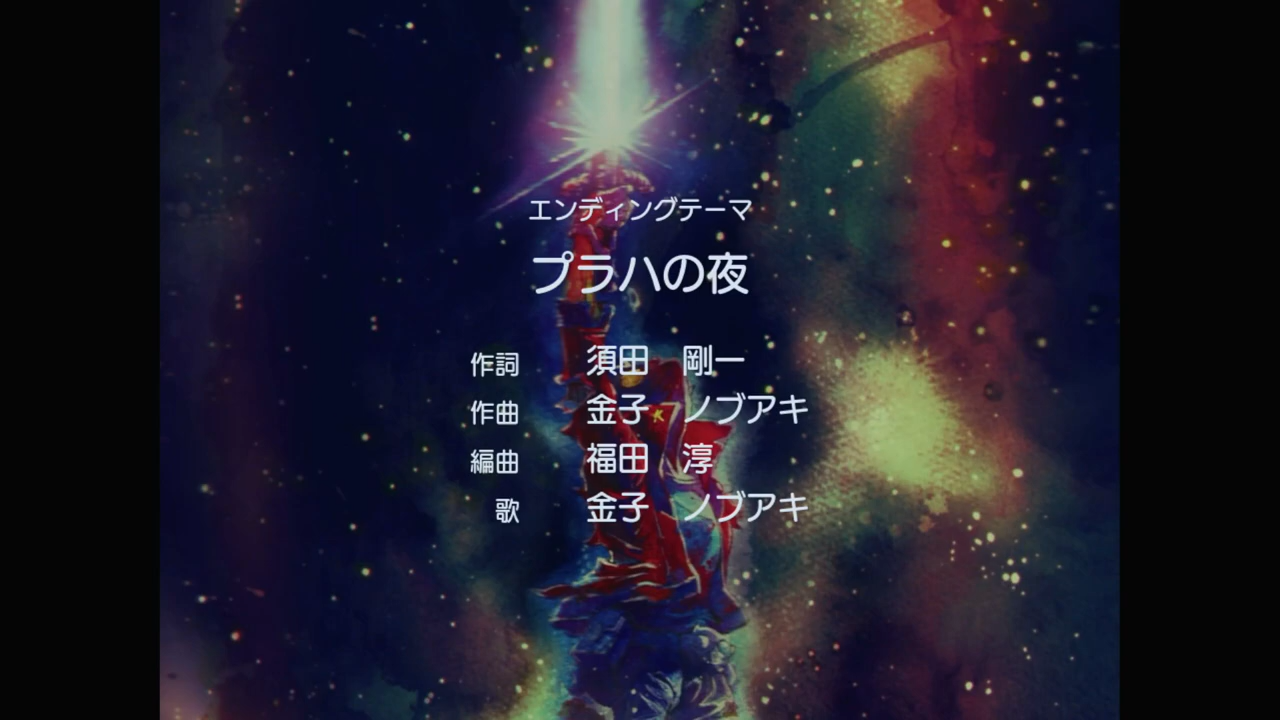 エンディングテーマ
プラハの夜
作詞　須田　剛一
作曲　金子　ノブアキ
編曲　福田　淳
歌　金子　ノブアキ